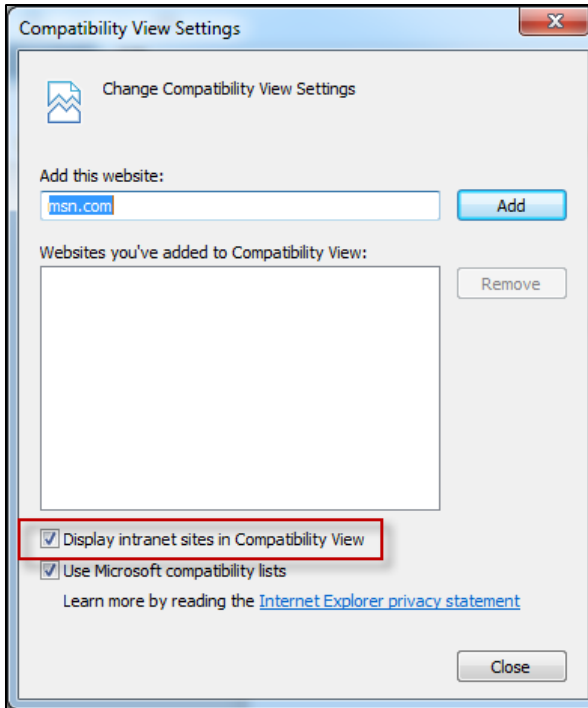 Compatibility View Settings
Change Compatibility View Settings
Add this website:
msn.com
Add
Websites you've added to Compatibility View:
Remove
Display intranet sites in Compatibility View
Use Microsoft compatibility lists
Learn more by reading the Internet Explorer privacy statement
Close